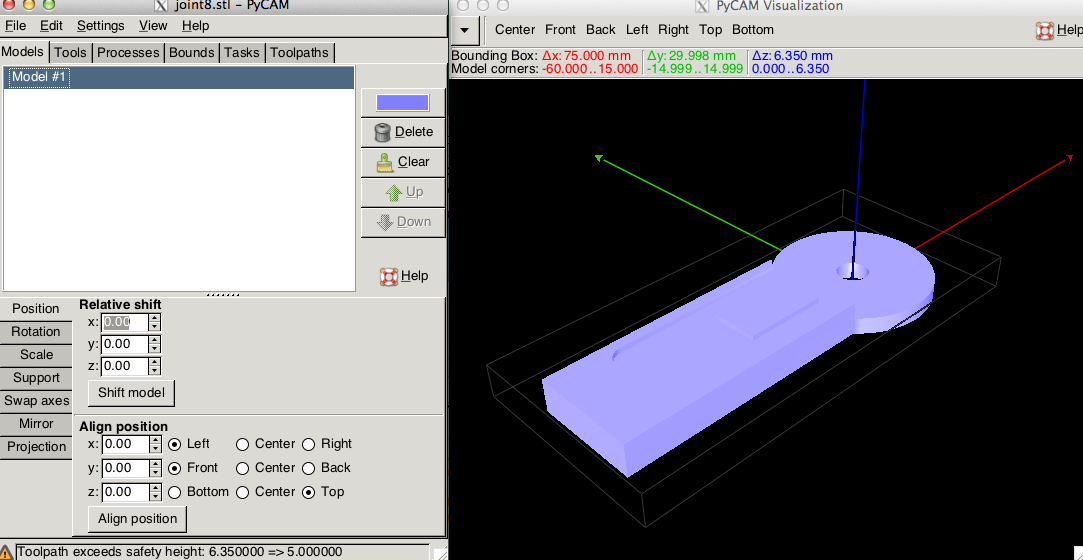 joint8.stl – PyCAM
File Edit Settings View Help
Models Tools Processes Bounds Tasks Toolpaths
Model #1
Delete
Clear
Up
Down
Help
Position
Rotation
Scale
Support
Swap axes
Mirror
Projection
Relative shift
x: 0.00
y: 0.00
z: 0.00
Shift model
Align position
x: 0.00 Left Center Right
y: 0.00 Front Center Back
z: 0.00 Bottom Center Top
Align position
Toolpath exceeds safety height: 6.350000 => 5.000000
PyCAM Visualization
Center Front Back Left Right Top Bottom Help
Bounding Box: Δx: 75.000 mm Δy: 29.998 mm Δz: 6.350 mm
Model corners: -60.000..15.000 -14.999..14.999 0.000..6.350